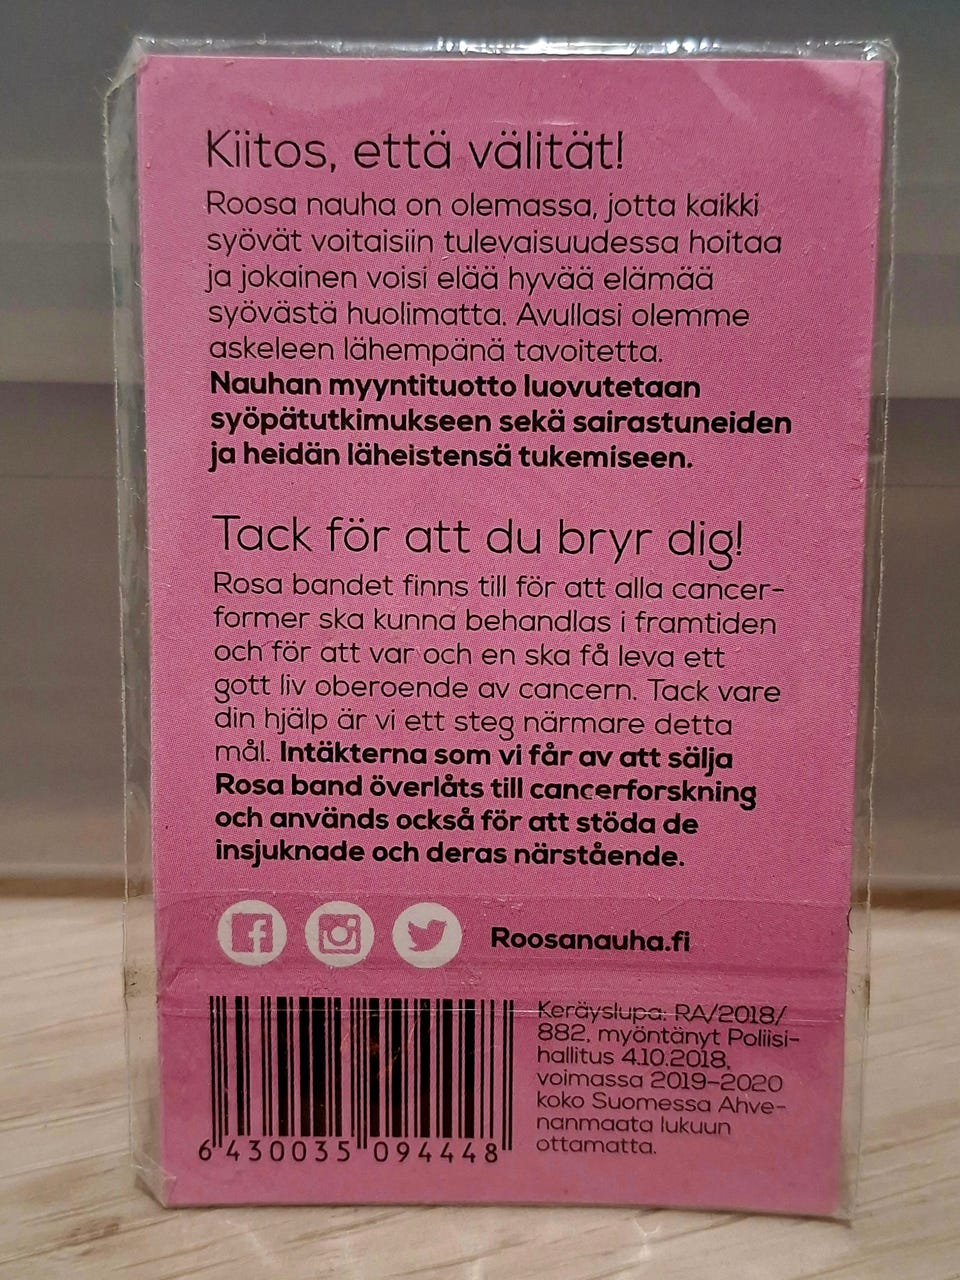 Kiitos, että välität!
Roosa nauha on olemassa, jotta kaikki
syövät voitaisiin tulevaisuudessa hoitaa
ja jokainen voisi elää hyvää elämää
syövästä huolimatta. Avullasi olemme
askeleen lähempänä tavoitetta.
Nauhan myyntituotto luovutetaan
syöpätutkimukseen sekä sairastuneiden
ja heidän läheistensä tukemiseen.
Tack för att du bryr dig!
Rosa bandet finns till för att alla cancer-
former ska kunna behandlas i framtiden
och för att var och en ska få leva ett
gott liv oberoende av cancern. Tack vare
din hjälp är vi ett steg närmare detta
mål. Intäkterna som vi får av att sälja
Rosa band överlåts till cancerforskning
och används också för att stöda de
insjuknade och deras närstående.
Roosanauha.fi
Keräyslupa: RA/2018/
882, myöntänyt Poliisi-
hallitus 4.10.2018,
voimassa 2019-2020
koko Suomessa Ahve-
nanmaata lukuun
ottamatta.
6 430035 094448